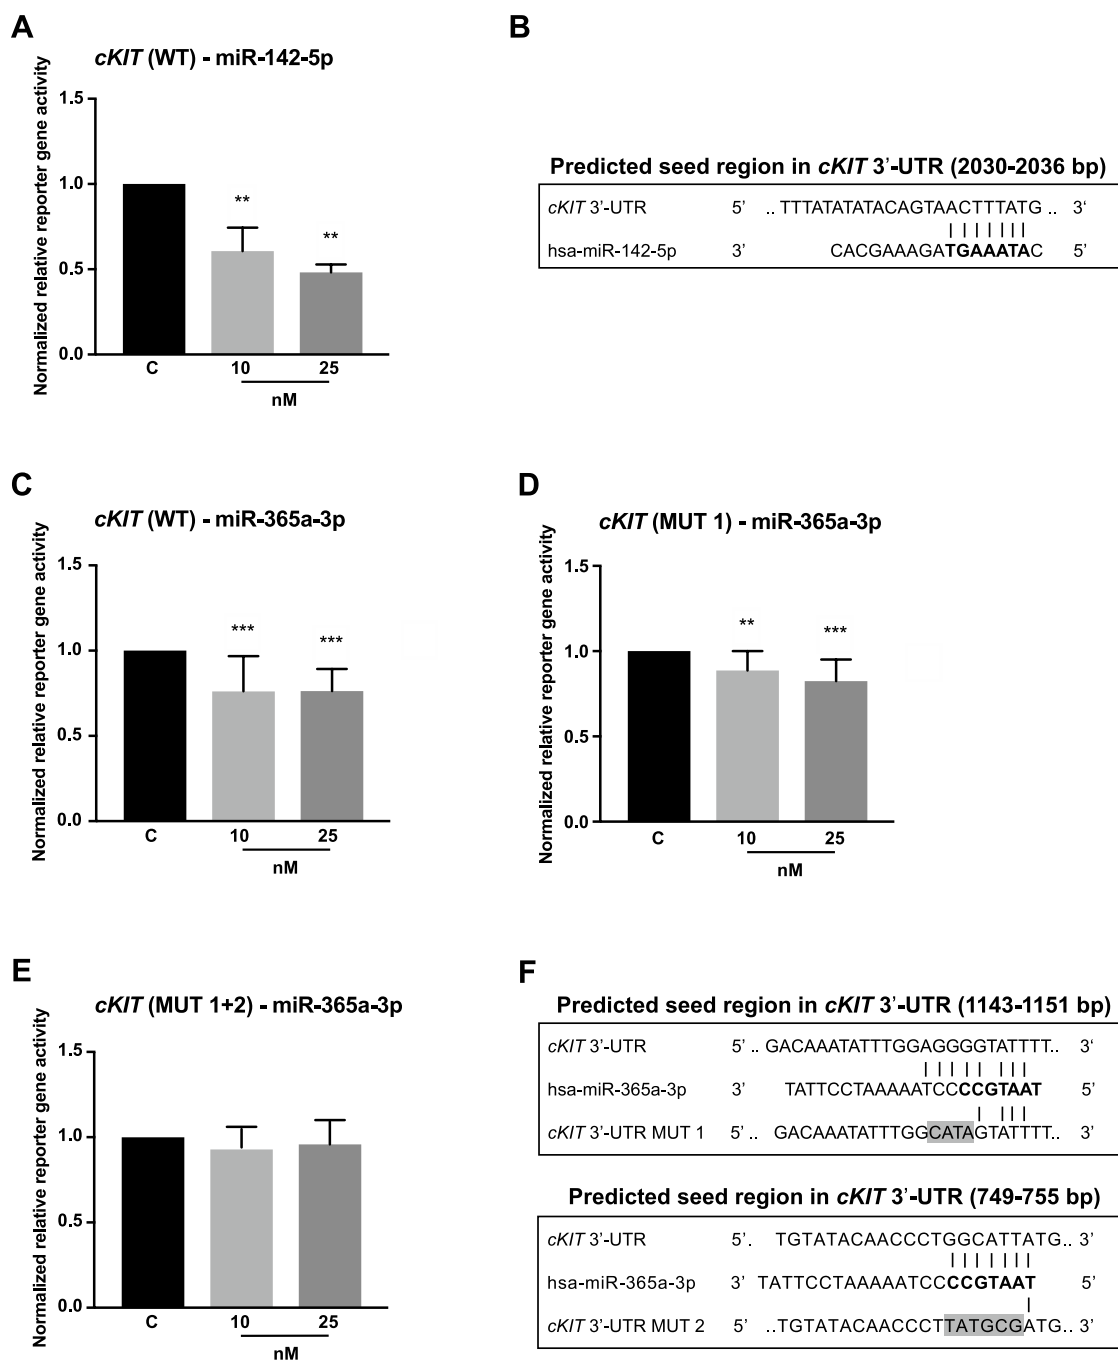 A
cKIT (WT) - miR-142-5p
Normalized relative reporter gene activity
1.5
1.0
0.5
0.0
**
**
C 10 25
nM
B
Predicted seed region in cKIT 3’-UTR (2030-2036 bp)
cKIT 3’-UTR 5’ .. TTTATATATACAGTAACTTTATG .. 3‘
hsa-miR-142-5p 3’ CACGAAAGATGAAATAC 5’
C
cKIT (WT) - miR-365a-3p
Normalized relative reporter gene activity
1.5
1.0
0.5
0.0
***
***
C 10 25
nM
D
cKIT (MUT 1) - miR-365a-3p
Normalized relative reporter gene activity
1.5
1.0
0.5
0.0
**
***
C 10 25
nM
E
cKIT (MUT 1+2) - miR-365a-3p
Normalized relative reporter gene activity
1.5
1.0
0.5
0.0
C 10 25
nM
F
Predicted seed region in cKIT 3’-UTR (1143-1151 bp)
cKIT 3’-UTR 5’ .. GACAAATATTTGGAGGGGTATTTT.. 3‘
hsa-miR-365a-3p 3’ TATTCCTAAAAATCCCCCGTAAT 5’
cKIT 3’-UTR MUT 1 5’ .. GACAAATATTTGGCATAGTATTTT.. 3’
Predicted seed region in cKIT 3’-UTR (749-755 bp)
cKIT 3’-UTR 5’. TGTATACAACCCTGGCATTATG.. 3’
hsa-miR-365a-3p 3’ TATTCCTAAAAATCCCCCGTAAT 5’
cKIT 3’-UTR MUT 2 5’ ..TGTATACAACCCTTATGCGATG.. 3’